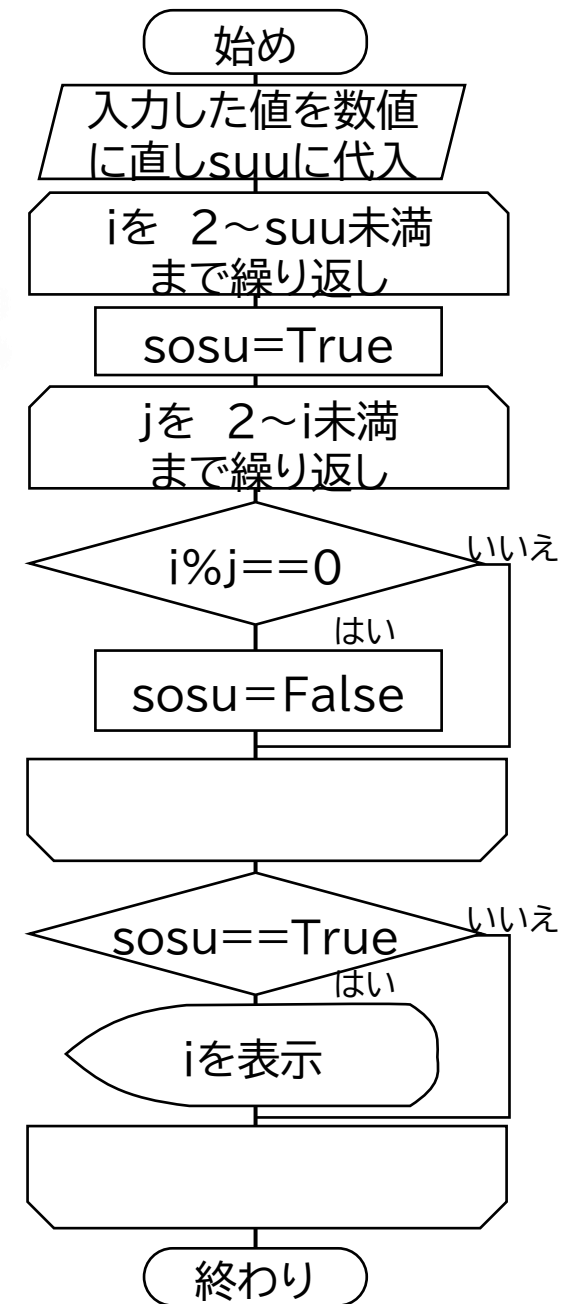 始め
入力した値を数値
に直しsuuに代入
iを　2～suu未満
まで繰り返し
sosu=True
jを　2～i未満
まで繰り返し
i%j==0
いいえ
はい
sosu=False
sosu==True
いいえ
はい
iを表示
終わり